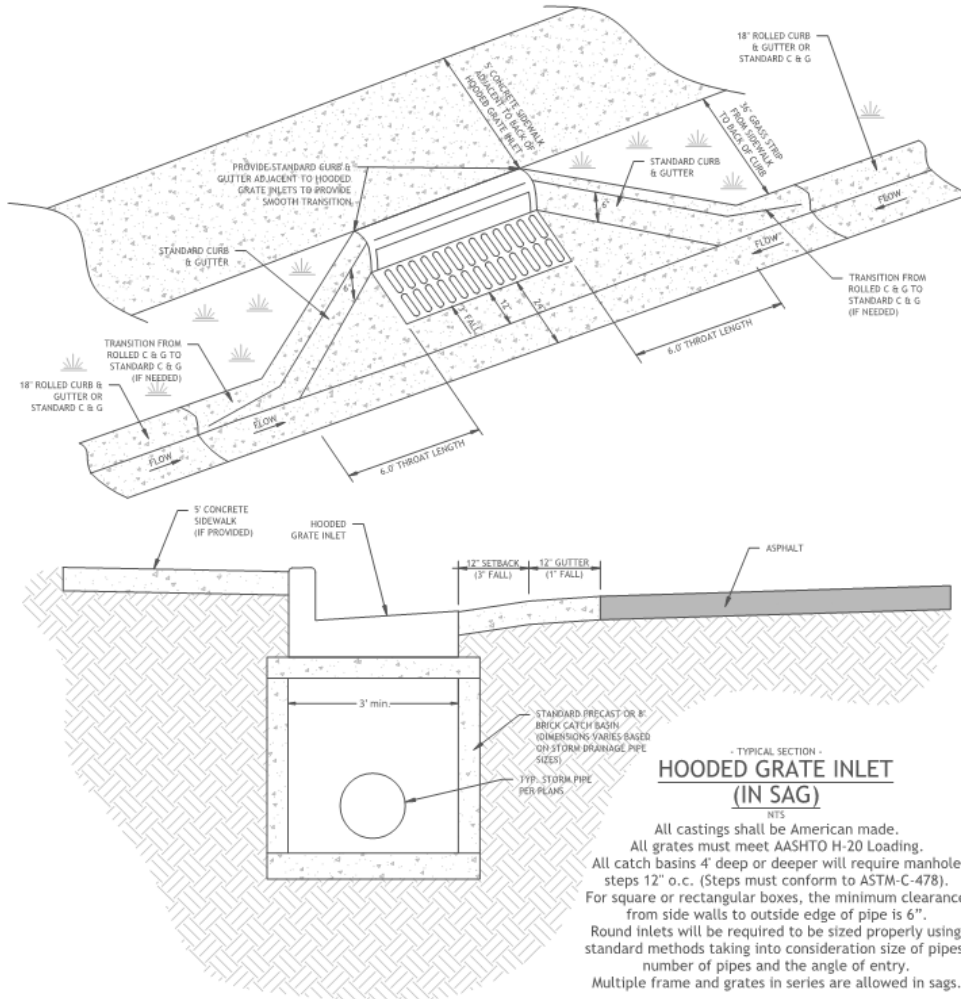 18" ROLLED CURB
& GUTTER OR
STANDARD C & G
5' CONCRETE SIDEWALK
ADJACENT TO BACK OF
HOODED GRATE INLET
36" GRASS STRIP
FROM SIDEWALK
TO BACK OF CURB
PROVIDE STANDARD CURB &
GUTTER ADJACENT TO HOODED
GRATE INLETS TO PROVIDE
SMOOTH TRANSITION
STANDARD CURB
& GUTTER
6"
FLOW
FLOW
STANDARD CURB
& GUTTER
6"
TRANSITION FROM
ROLLED C & G TO
STANDARD C & G
(IF NEEDED)
3" FALL
12"
24"
6.0' THROAT LENGTH
TRANSITION FROM
ROLLED C & G TO
STANDARD C & G
(IF NEEDED)
18" ROLLED CURB &
GUTTER OR
STANDARD C & G
FLOW
FLOW
6.0' THROAT LENGTH
5' CONCRETE
SIDEWALK
(IF PROVIDED)
HOODED
GRATE INLET
12" SETBACK
(3" FALL)
12" GUTTER
(1" FALL)
ASPHALT
3' min.
STANDARD PRECAST OR 8"
BRICK CATCH BASIN
(DIMENSIONS VARIES BASED
ON STORM DRAINAGE PIPE
SIZES)
TYP. STORM PIPE
PER PLANS
- TYPICAL SECTION -
HOODED GRATE INLET
(IN SAG)
NTS
All castings shall be American made.
All grates must meet AASHTO H-20 Loading.
All catch basins 4' deep or deeper will require manhole
steps 12" o.c. (Steps must conform to ASTM-C-478).
For square or rectangular boxes, the minimum clearance
from side walls to outside edge of pipe is 6”.
Round inlets will be required to be sized properly using
standard methods taking into consideration size of pipes
number of pipes and the angle of entry.
Multiple frame and grates in series are allowed in sags.